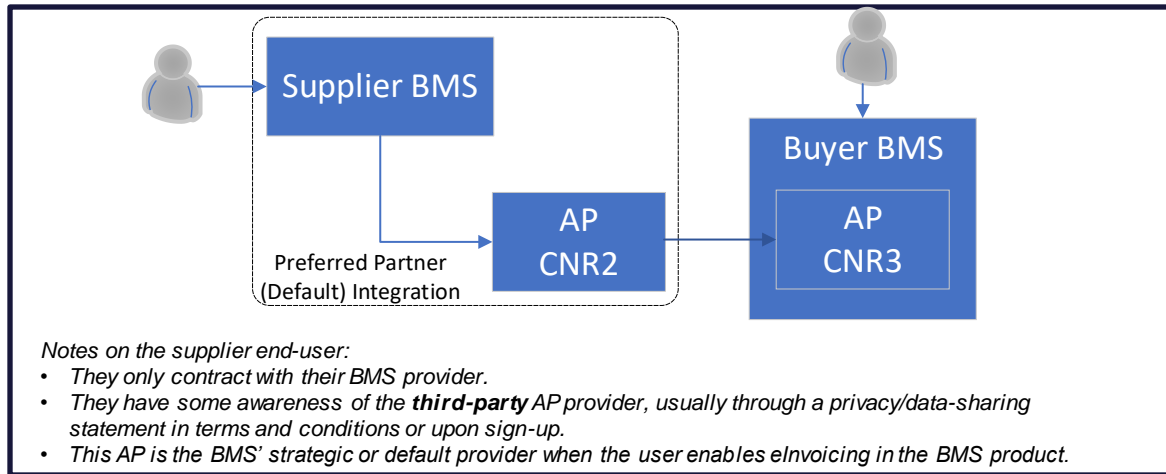 Supplier BMS
Buyer BMS
AP
CNR2
AP
CNR3
Preferred Partner
(Default) Integration
Notes on the supplier end-user:
• They only contract with their BMS provider.
• They have some awareness of the third-party AP provider, usually through a privacy/data-sharing
statement in terms and conditions or upon sign-up.
• This AP is the BMS’ strategic or default provider when the user enables eInvoicing in the BMS product.